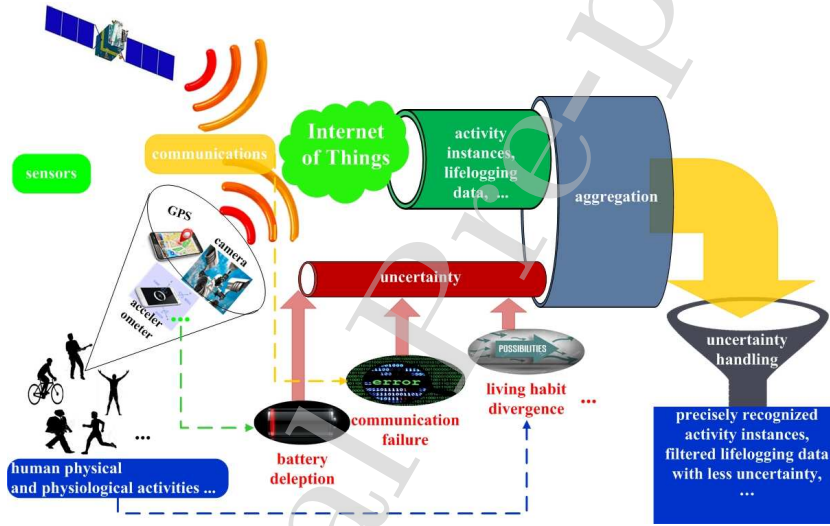 Internet
of Things
communications
sensors
activity
instances,
lifelogging
data, ...
aggregation
GPS
camera
acceler
ometer
...
uncertainty
uncertainty
handling
POSSIBILITIES
error
living habit
divergence
...
communication
failure
battery
deleption
...
human physical
and physiological activities ...
precisely recognized
activity instances,
filtered lifelogging data
with less uncertainty,
...